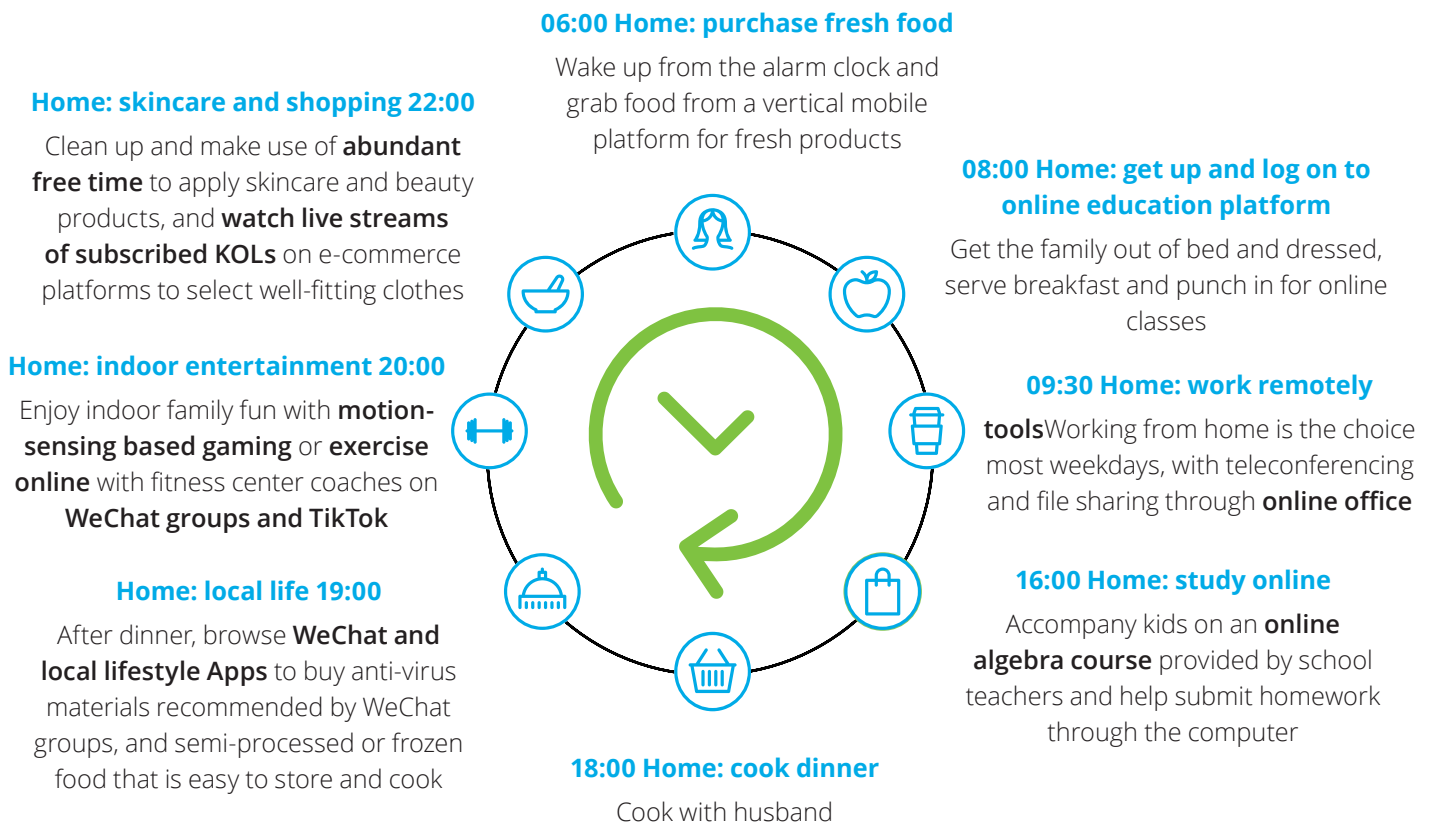 06:00 Home: purchase fresh food
Wake up from the alarm clock and
grab food from a vertical mobile
platform for fresh products
08:00 Home: get up and log on to
online education platform
Get the family out of bed and dressed,
serve breakfast and punch in for online
classes
09:30 Home: work remotely
toolsWorking from home is the choice
most weekdays, with teleconferencing
and file sharing through online office
16:00 Home: study online
Accompany kids on an online
algebra course provided by school
teachers and help submit homework
through the computer
18:00 Home: cook dinner
Cook with husband
Home: local life 19:00
After dinner, browse WeChat and
local lifestyle Apps to buy anti-virus
materials recommended by WeChat
groups, and semi-processed or frozen
food that is easy to store and cook
Home: indoor entertainment 20:00
Enjoy indoor family fun with motion-
sensing based gaming or exercise
online with fitness center coaches on
WeChat groups and TikTok
Home: skincare and shopping 22:00
Clean up and make use of abundant
free time to apply skincare and beauty
products, and watch live streams
of subscribed KOLs on e-commerce
platforms to select well-fitting clothes